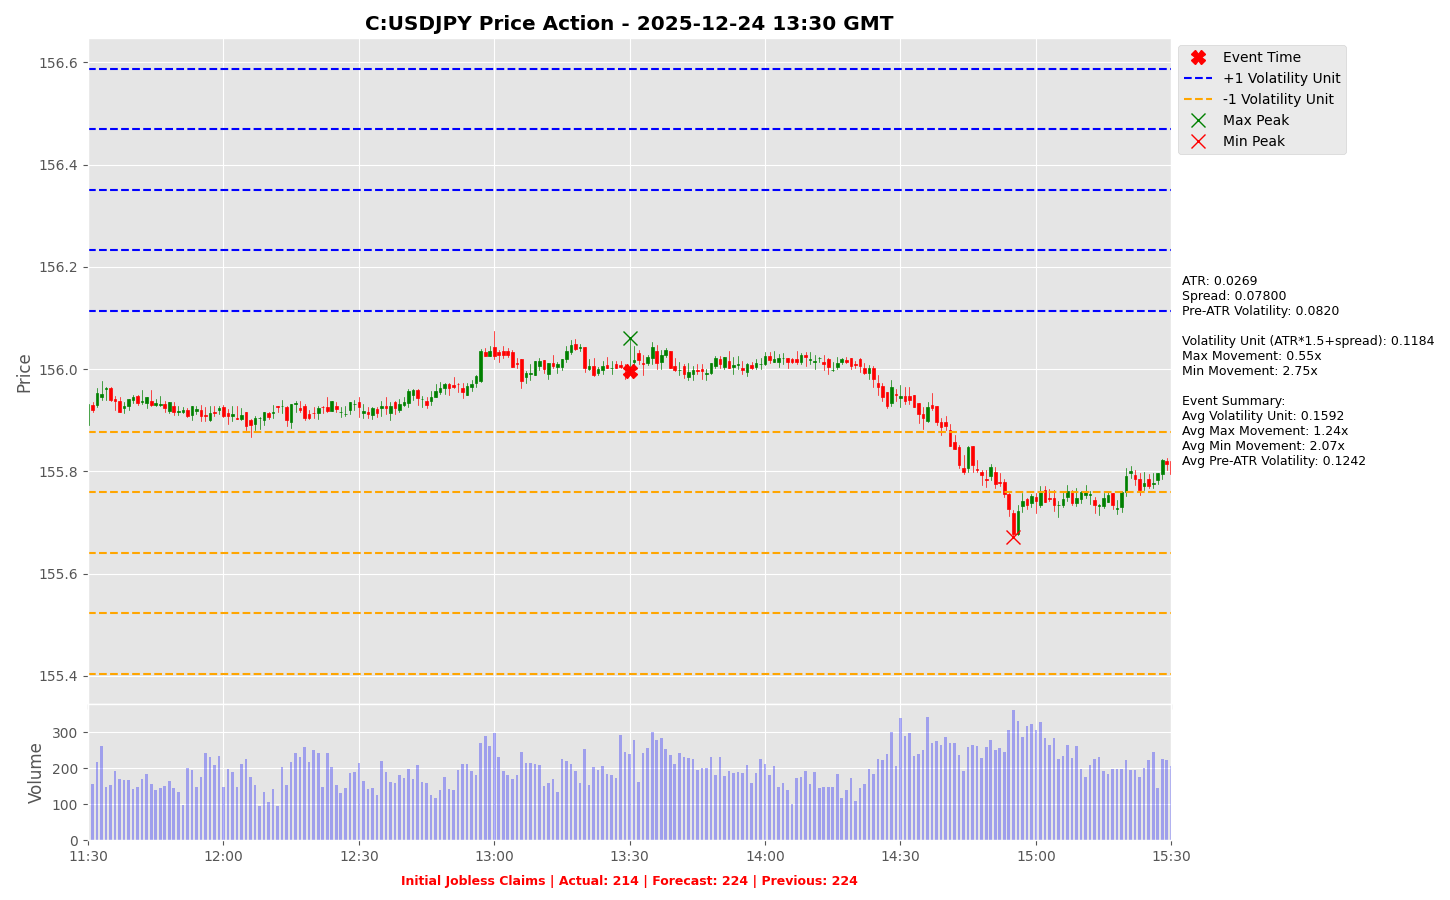 C:USDJPY Price Action - 2025-12-24 13:30 GMT
156.6
156.4
156.2
156.0
155.8
155.6
155.4
Price
Event Time
+1 Volatility Unit
-1 Volatility Unit
Max Peak
Min Peak
ATR: 0.0269
Spread: 0.07800
Pre-ATR Volatility: 0.0820
Volatility Unit (ATR*1.5+spread): 0.1184
Max Movement: 0.55x
Min Movement: 2.75x
Event Summary:
Avg Volatility Unit: 0.1592
Avg Max Movement: 1.24x
Avg Min Movement: 2.07x
Avg Pre-ATR Volatility: 0.1242
300
200
100
0
Volume
11:30 12:00 12:30 13:00 13:30 14:00 14:30 15:00 15:30
Initial Jobless Claims | Actual: 214 | Forecast: 224 | Previous: 224